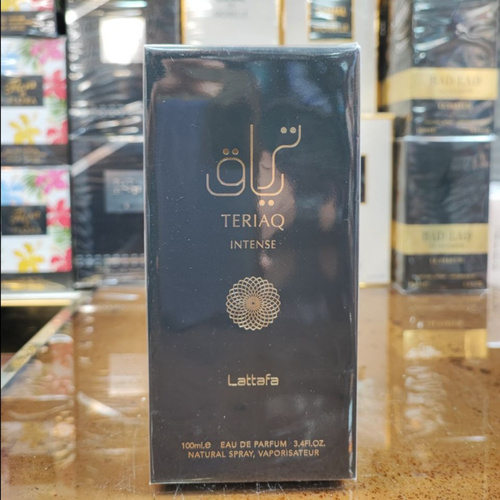 ترياق
TERIAQ
INTENSE
Lattafa
100ml.℮ EAU DE PARFUM 3.4Fl.OZ.
NATURAL SPRAY, VAPORISATEUR